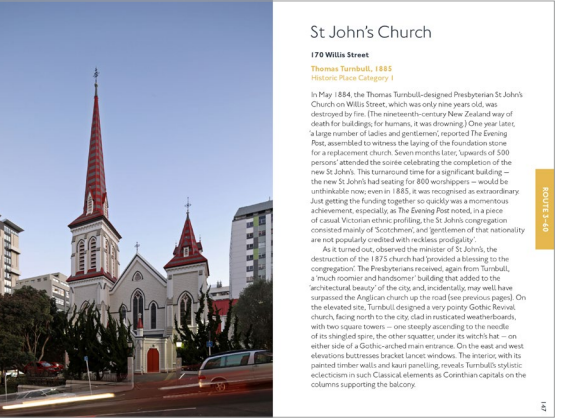 St John's Church
170 Willis Street
Thomas Turnbull, 1885
Historic Place Category 1
In May 1884, the Thomas Turnbull-designed Presbyterian St John's
Church on Willis Street, which was only nine years old, was
destroyed by fire. (The nineteenth-century New Zealand way of
death for buildings; for humans, it was drowning.) One year later,
'a large number of ladies and gentlemen', reported The Evening
Post, assembled to witness the laying of the foundation stone
for a replacement church. Seven months later, 'upwards of 500
persons' attended the soirée celebrating the completion of the
new St John's. This turnaround time for a significant building —
the new St John's had seating for 800 worshippers — would be
unthinkable now; even in 1885, it was recognised as extraordinary.
Just getting the funding together so quickly was a momentous
achievement, especially, as The Evening Post noted, in a piece
of casual Victorian ethnic profiling, the St John's congregation
consisted mainly of 'Scotchmen', and 'gentlemen of that nationality
are not popularly credited with reckless prodigality'.
As it turned out, observed the minister of St John's, the
destruction of the 1875 church had 'provided a blessing to the
congregation'. The Presbyterians received, again from Turnbull,
a 'much roomier and handsomer' building that added to the
'architectural beauty' of the city, and, incidentally, may well have
surpassed the Anglican church up the road (see previous pages). On
the elevated site, Turnbull designed a very pointy Gothic Revival
church, facing north to the city, clad in rusticated weatherboards,
with two square towers — one steeply ascending to the needle
of its shingled spire, the other squatter, under its witch's hat — on
either side of a Gothic-arched main entrance. On the east and west
elevations buttresses bracket lancet windows. The interior, with its
painted timber walls and kauri panelling, reveals Turnbull's stylistic
eclecticism in such Classical elements as Corinthian capitals on the
columns supporting the balcony.
ROUTE 3–60
147